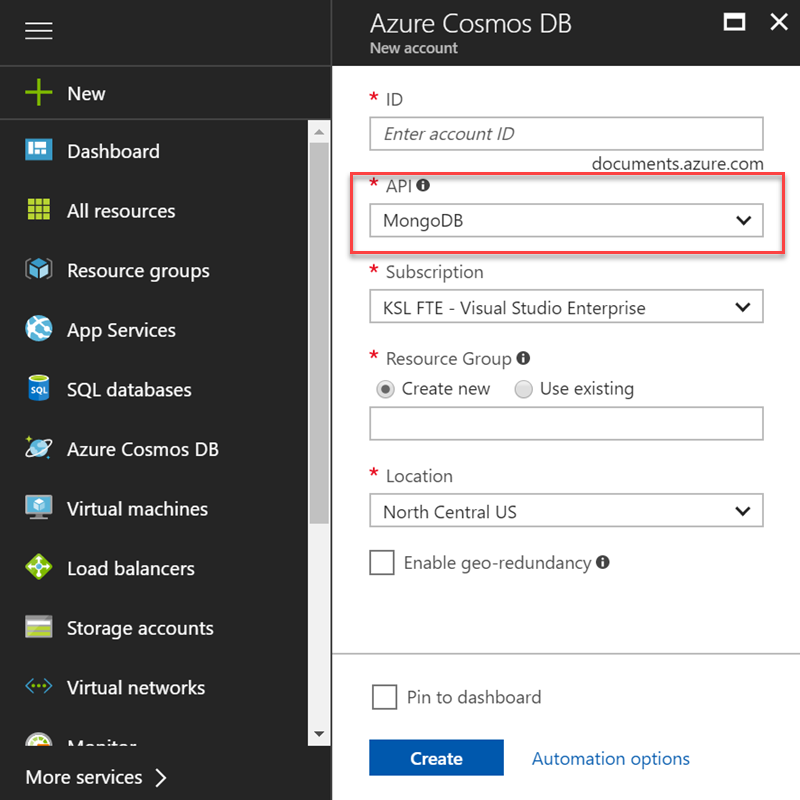 New
Dashboard
All resources
Resource groups
App Services
SQL databases
Azure Cosmos DB
Virtual machines
Load balancers
Storage accounts
Virtual networks
Monitor
More services
Azure Cosmos DB
New account
* ID
Enter account ID
documents.azure.com
* API
MongoDB
* Subscription
KSL FTE - Visual Studio Enterprise
* Resource Group
Create new Use existing
* Location
North Central US
Enable geo-redundancy
Pin to dashboard
Create Automation options